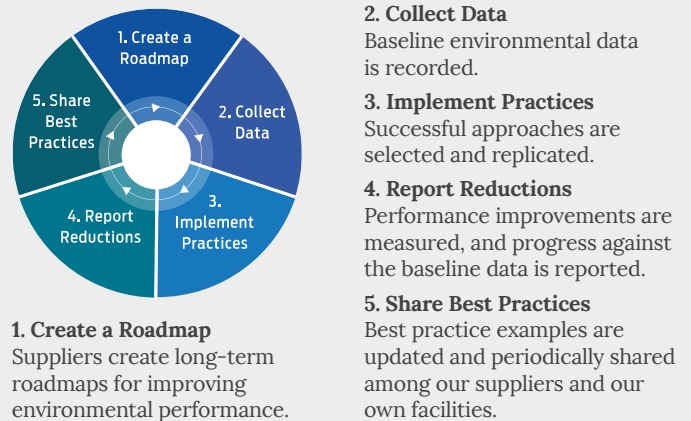 1. Create a
Roadmap
2. Collect
Data
3.
Implement
Practices
4. Report
Reductions
5. Share
Best
Practices
1. Create a Roadmap
Suppliers create long-term
roadmaps for improving
environmental performance.
2. Collect Data
Baseline environmental data
is recorded.
3. Implement Practices
Successful approaches are
selected and replicated.
4. Report Reductions
Performance improvements are
measured, and progress against
the baseline data is reported.
5. Share Best Practices
Best practice examples are
updated and periodically shared
among our suppliers and our
own facilities.